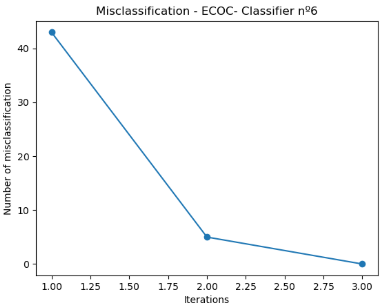 Misclassification - ECOC- Classifier nº6
Number of misclassification
40
30
20
10
0
1.00 1.25 1.50 1.75 2.00 2.25 2.50 2.75 3.00
Iterations